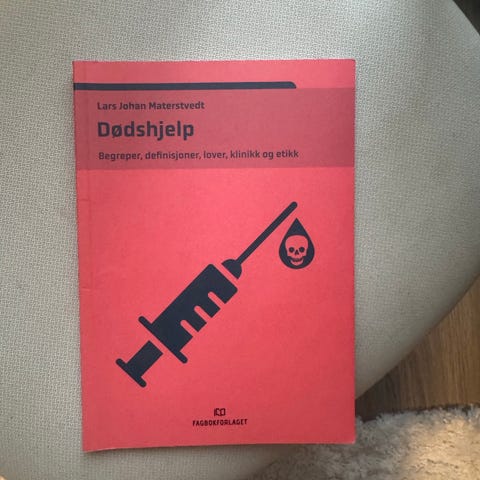 Lars Johan Materstvedt
Dødshjelp
Begreper, definisjoner, lover, klinikk og etikk
FAGBOKFORLAGET